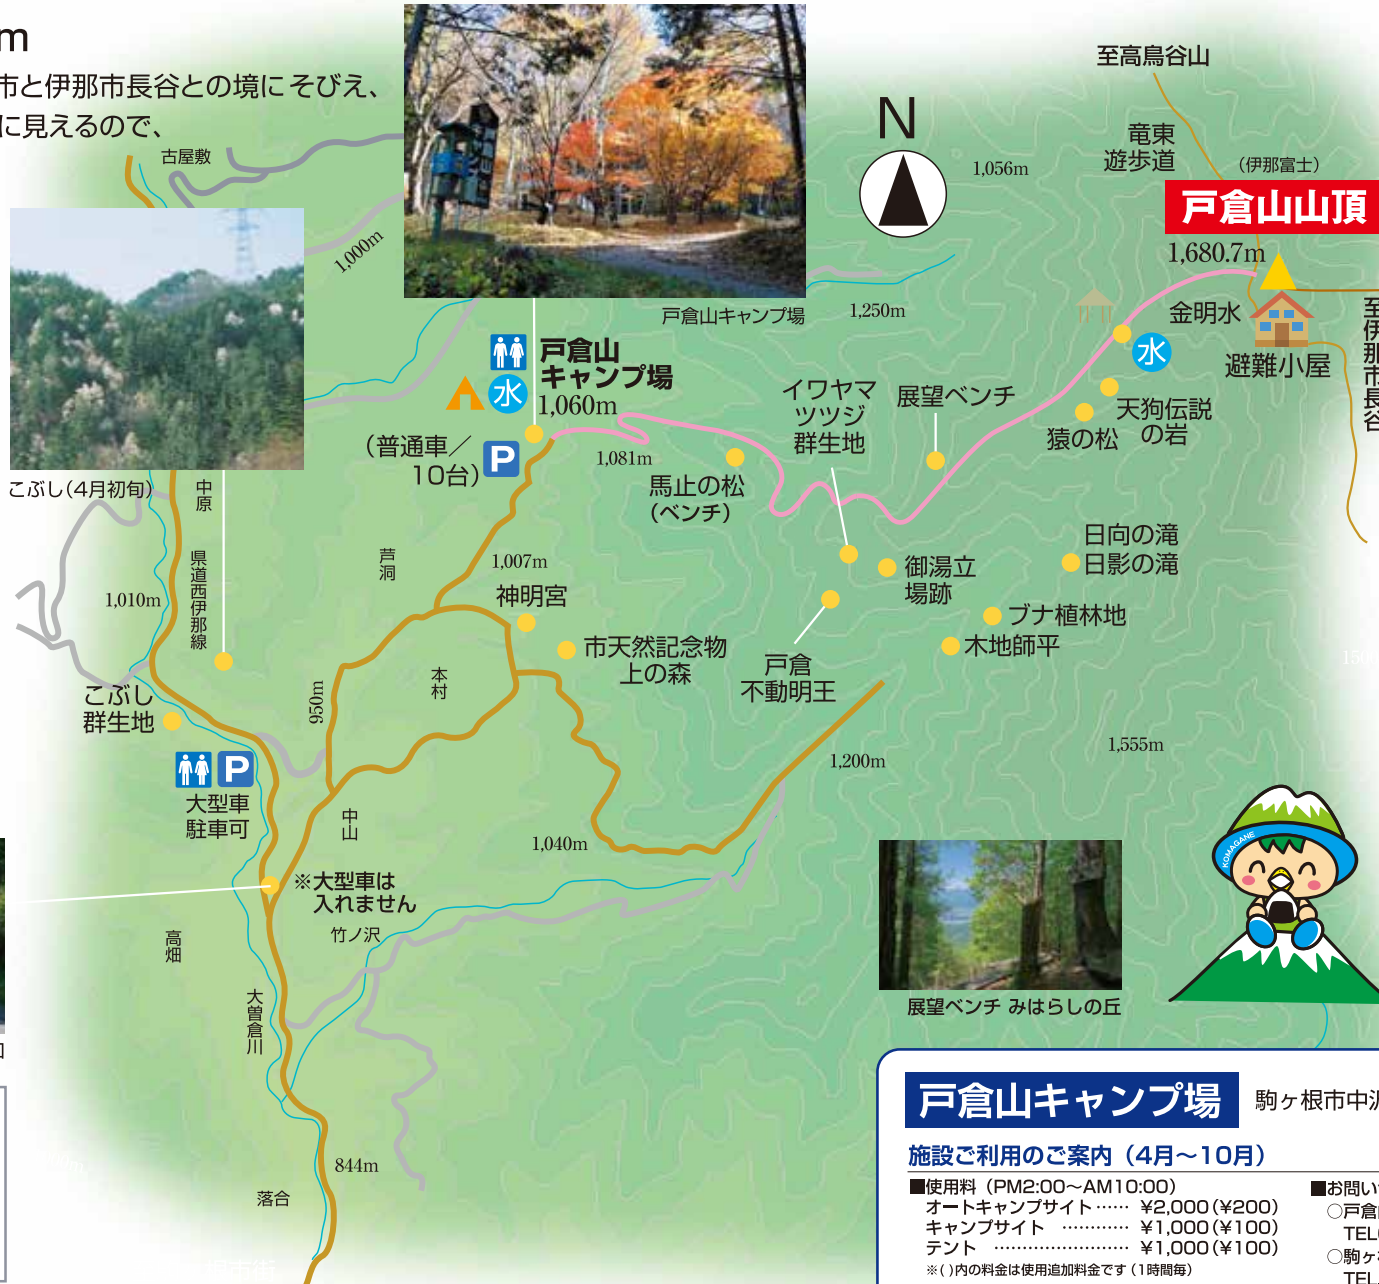 m
市と伊那市長谷との境にそびえ、
に見えるので、
古屋敷
1,000m
こぶし(4月初旬)
戸倉山キャンプ場
N
1,056m
至高鳥谷山
竜東
遊歩道
(伊那富士)
戸倉山山頂
1,680.7m
金明水
水
避難小屋
至伊那市長谷
1,250m
戸倉山
キャンプ場
水
1,060m
(普通車/
10台)
P
1,081m
馬止の松
(ベンチ)
イワヤマ
ツツジ
群生地
展望ベンチ
猿の松
天狗伝説
の岩
中原
県道西伊那線
1,010m
芦洞
1,007m
神明宮
市天然記念物
上の森
本村
950m
御湯立
場跡
戸倉
不動明王
日向の滝
日影の滝
ブナ植林地
木地師平
1,555m
1,200m
こぶし
群生地
P
大型車
駐車可
中山
1,040m
※大型車は
入れません
竹ノ沢
高畑
大曽倉川
844m
落合
KOMAGANE
展望ベンチ みはらしの丘
戸倉山キャンプ場
駒ヶ根市中沢
施設ご利用のご案内(4月〜10月)
■使用料(PM2:00〜AM10:00)
オートキャンプサイト…… ¥2,000(¥200)
キャンプサイト ………… ¥1,000(¥100)
テント …………………… ¥1,000(¥100)
※( )内の料金は使用追加料金です(1時間毎)
■お問い
○戸倉
TEL
○駒ヶ
TEL